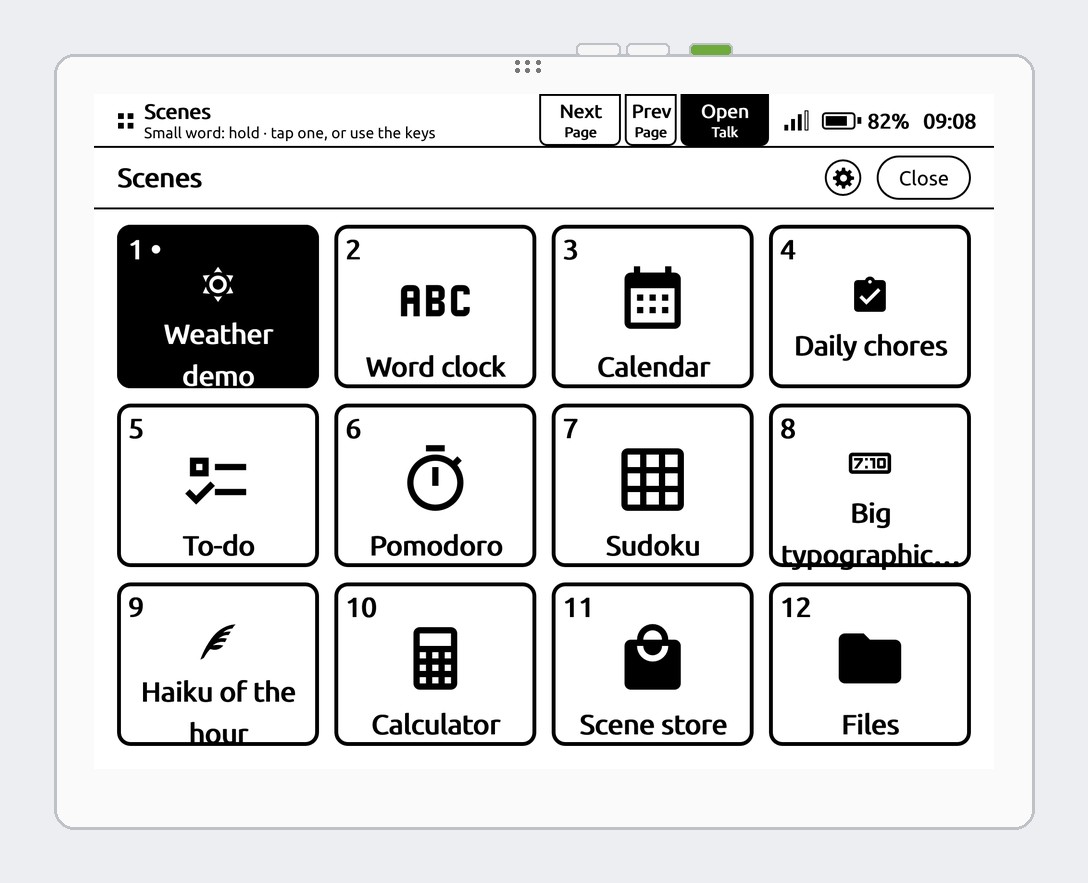 Scenes
Small word: hold · tap one, or use the keys
Next
Page
Prev
Page
Open
Talk
82% 09:08
Scenes
Close
1 •
Weather
demo
2
ABC
Word clock
3
Calendar
4
Daily chores
5
To-do
6
Pomodoro
7
Sudoku
8
7:10
Big
typographic...
9
Haiku of the
hour
10
Calculator
11
Scene store
12
Files